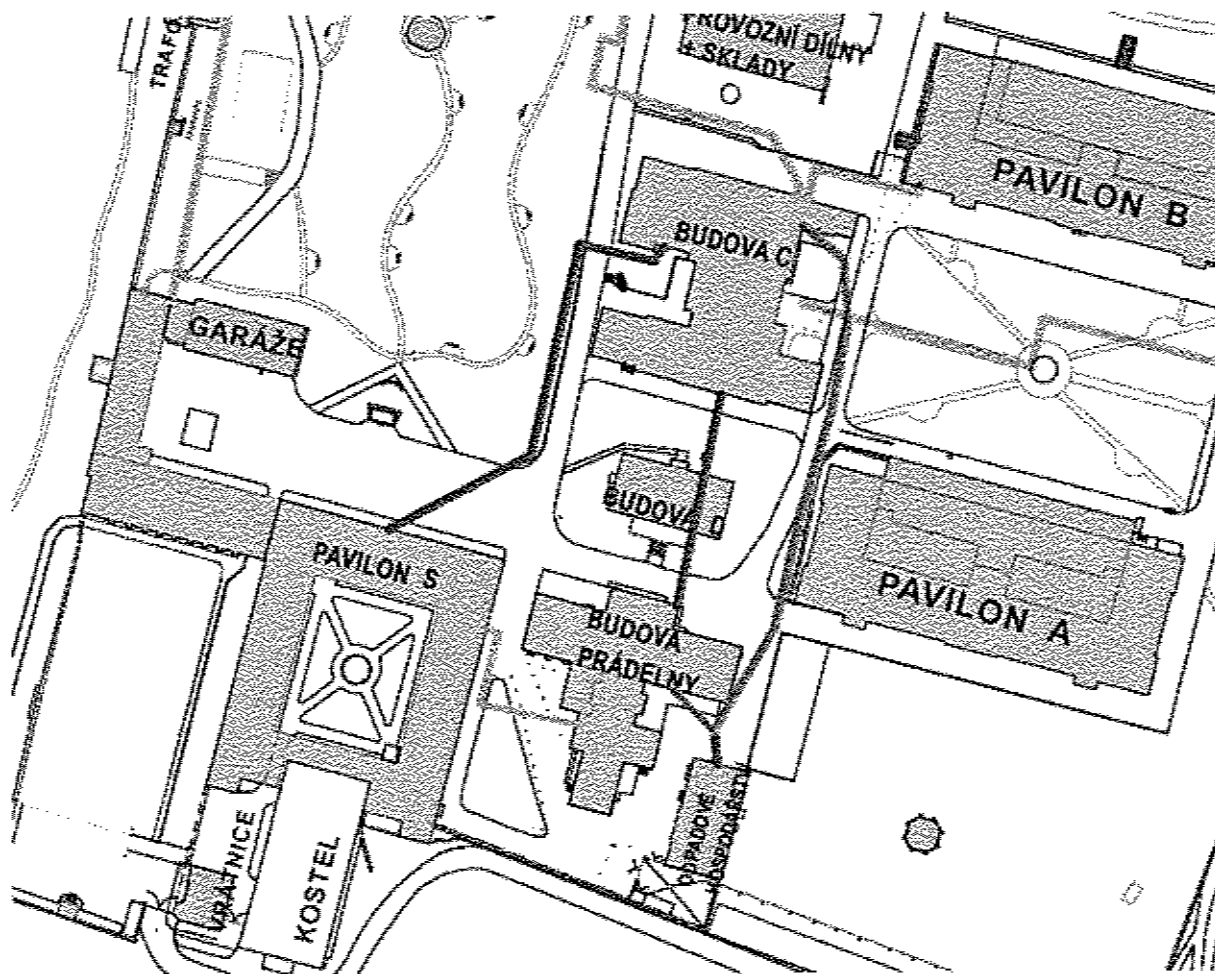 TRAFO
PROVOZNÍ DÍLNY
+ SKLADY
PAVILON B
BUDOVA C
GARÁŽE
BUDOVA D
PAVILON S
PAVILON A
BUDOVA
PRÁDELNY
ODPADOVÉ
HOSPODÁŘSTVÍ
VRÁTNICE
KOSTEL